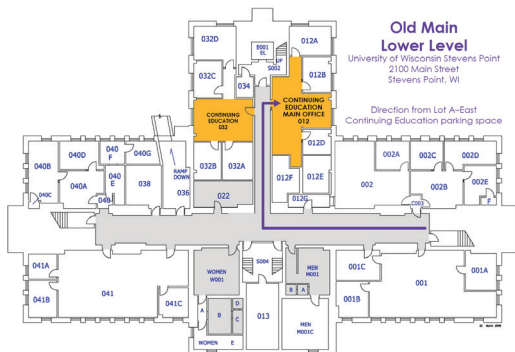 Old Main
Lower Level
University of Wisconsin Stevens Point
2100 Main Street
Stevens Point, WI
Direction from Lot A-East
Continuing Education parking space
032D
E001
EL
UP
S002
012A
032C
034
012B
CONTINUING
EDUCATION
032
CONTINUING
EDUCATION
MAIN OFFICE
012
012D
032B
032A
012F
012E
022
012G
040B
040D
040
F
040G
040A
040
E
038
RAMP
DOWN
036
040C
040
002
002A
002C
002D
002B
002E
F
C003
041A
041B
041
041C
WOMEN
W001
S004
MEN
M001
B
A
A
B
D
C
WOMEN
E
013
MEN
M001C
001C
001B
001
001A